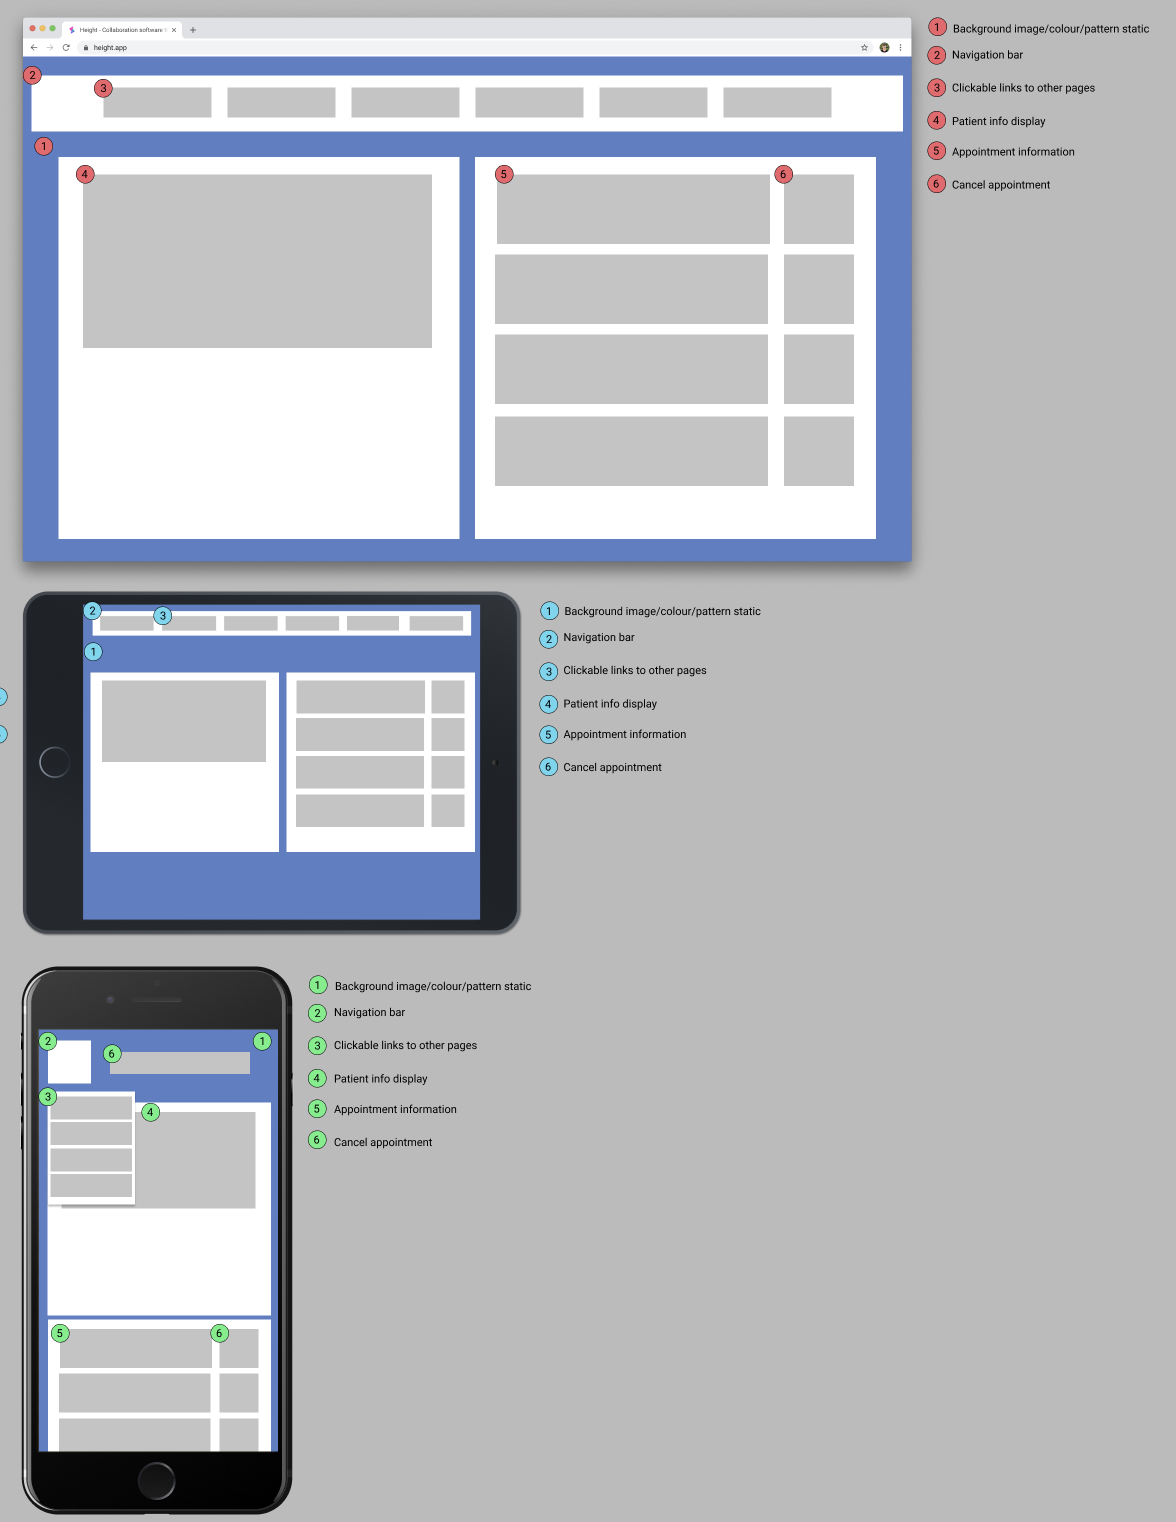 Height - Collaboration software
height.app
2
3
1
4
5
6
1 Background image/colour/pattern static
2 Navigation bar
3 Clickable links to other pages
4 Patient info display
5 Appointment information
6 Cancel appointment
2
3
1
1 Background image/colour/pattern static
2 Navigation bar
3 Clickable links to other pages
4 Patient info display
5 Appointment information
6 Cancel appointment
2
1
6
3
4
5
6
1 Background image/colour/pattern static
2 Navigation bar
3 Clickable links to other pages
4 Patient info display
5 Appointment information
6 Cancel appointment